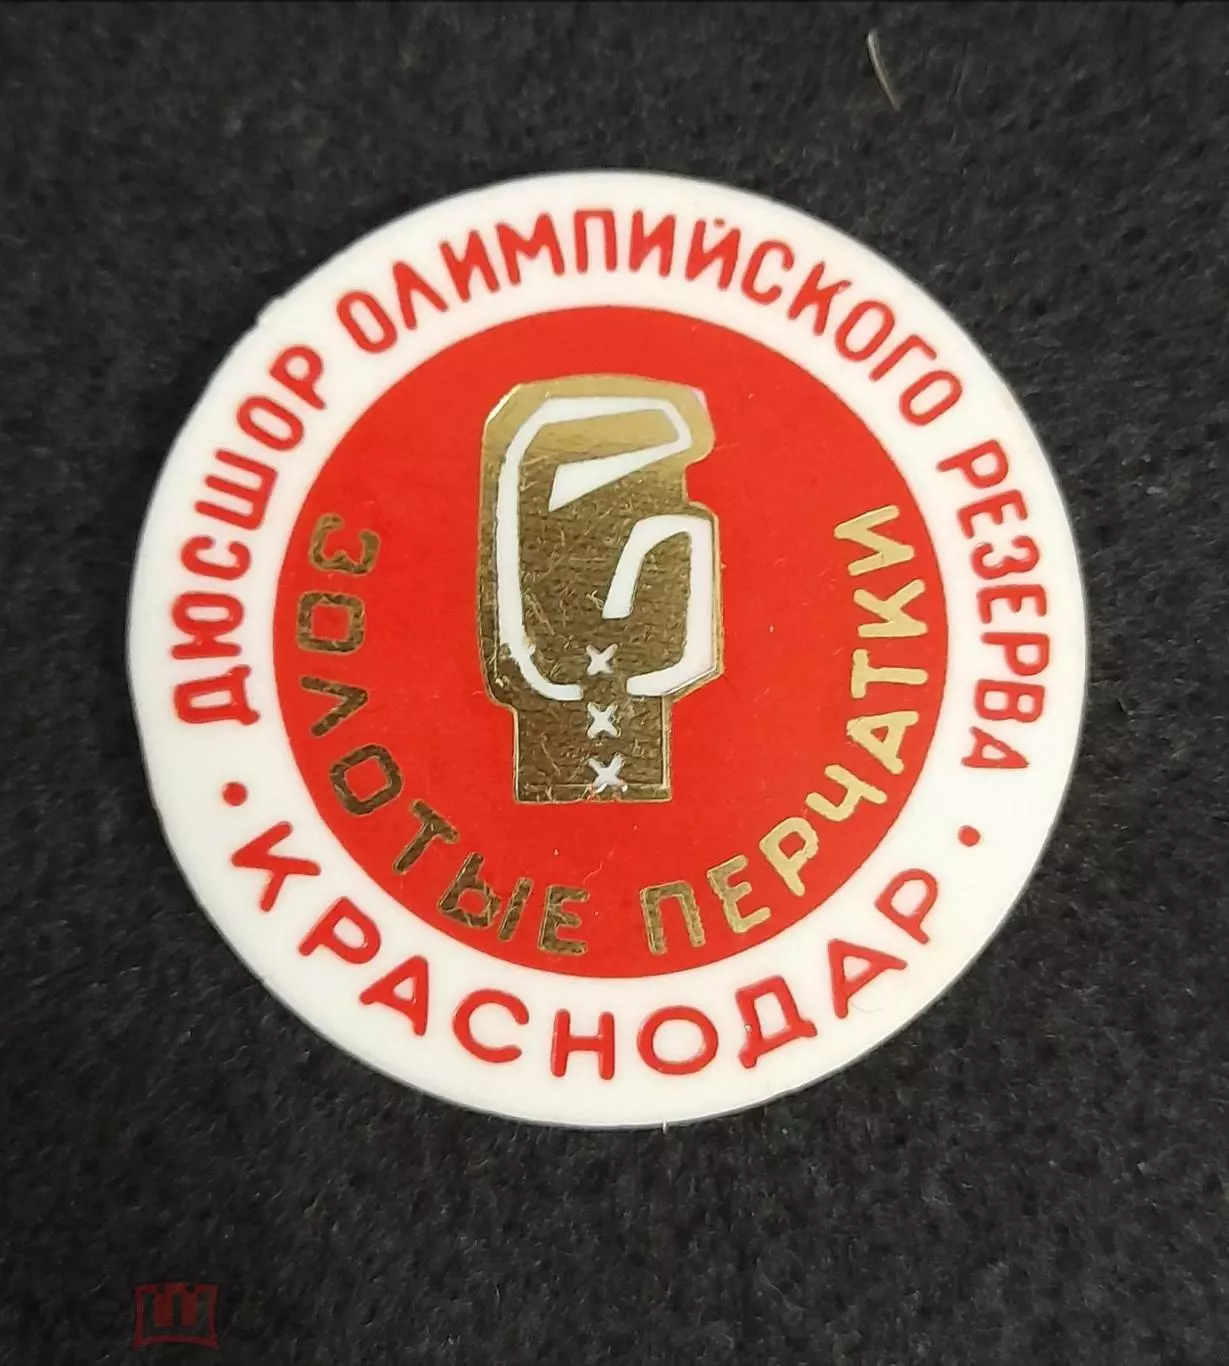 ДЮСШОР ОЛИМПИЙСКОГО РЕЗЕРВА
ЗОЛОТЫЕ ПЕРЧАТКИ
• КРАСНОДАР •